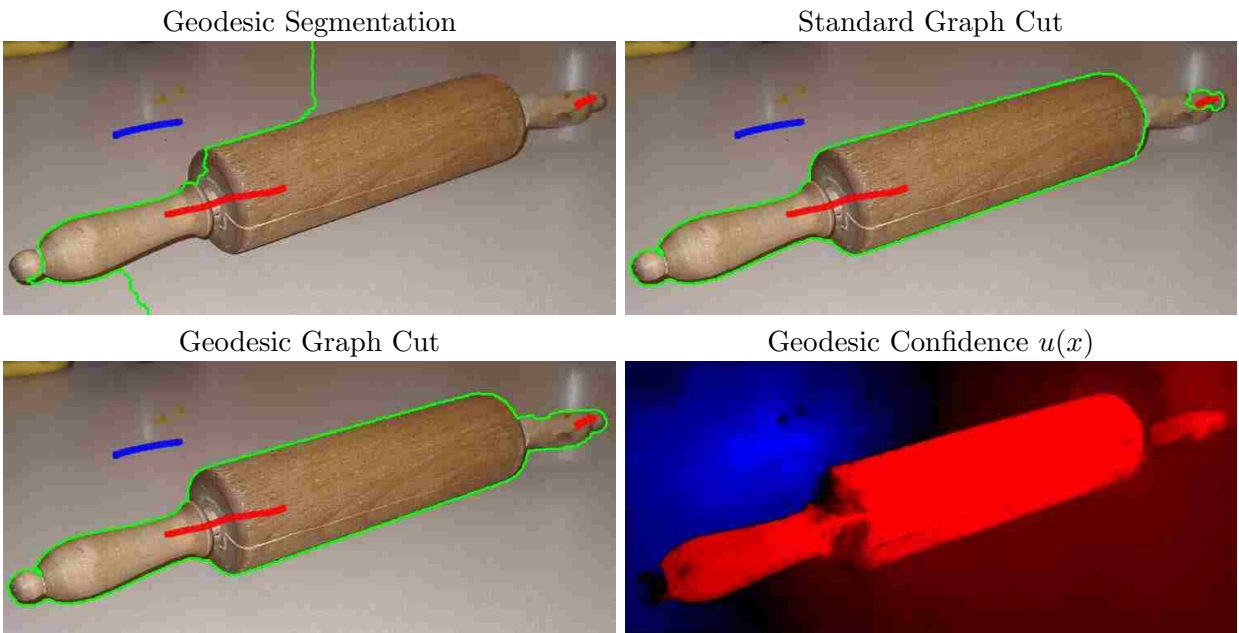 Geodesic Segmentation
Standard Graph Cut
Geodesic Graph Cut
Geodesic Confidence u(x)